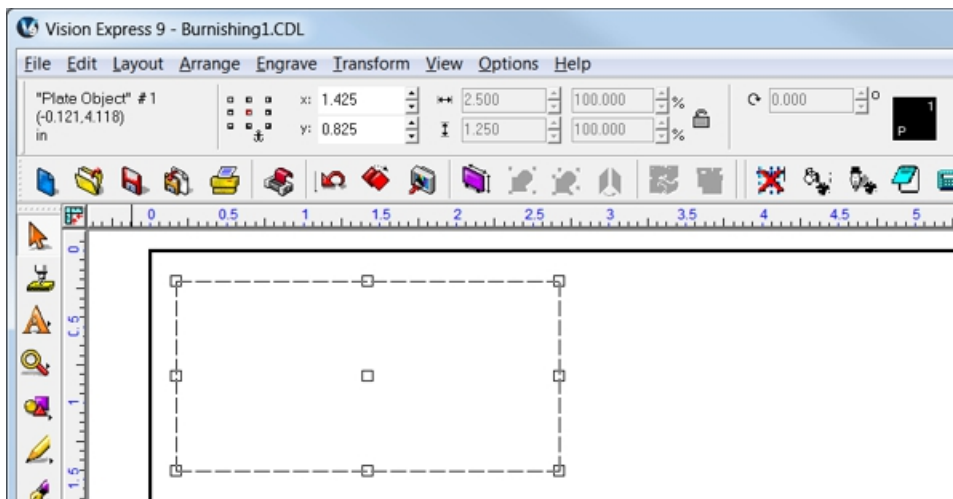 Vision Express 9 - Burnishing1.CDL
File Edit Layout Arrange Engrave Transform View Options Help
"Plate Object" # 1
(-0.121,4.118)
in
x: 1.425
y: 0.825
2.500
1.250
100.000 %
100.000 %
0.000 °
1
P
0 0.5 1 1.5 2 2.5 3 3.5 4 4.5 5
0
0.5
1
1.5